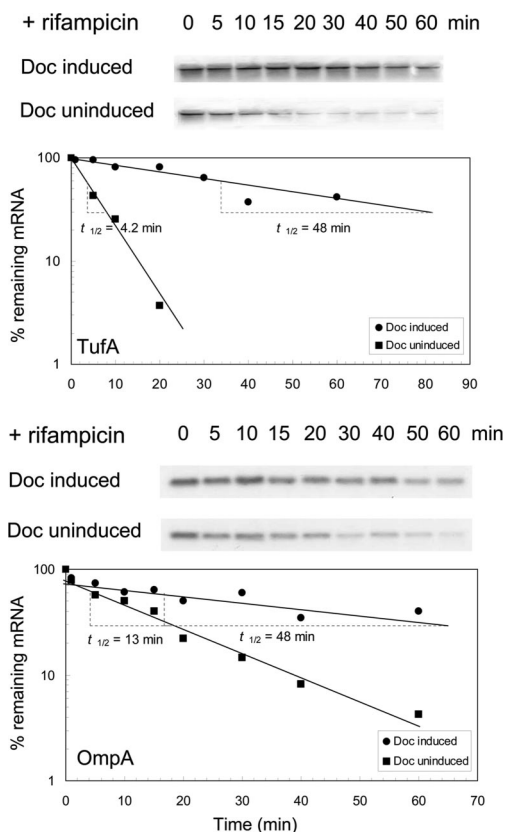 + rifampicin 0 5 10 15 20 30 40 50 60 min
Doc induced
Doc uninduced
% remaining mRNA
100
10
1
t 1/2 = 4.2 min
t 1/2 = 48 min
TufA
Doc induced
Doc uninduced
0 10 20 30 40 50 60 70 80 90
+ rifampicin 0 5 10 15 20 30 40 50 60 min
Doc induced
Doc uninduced
% remaining mRNA
100
10
1
t 1/2 = 13 min
t 1/2 = 48 min
OmpA
Doc induced
Doc uninduced
0 10 20 30 40 50 60 70
Time (min)